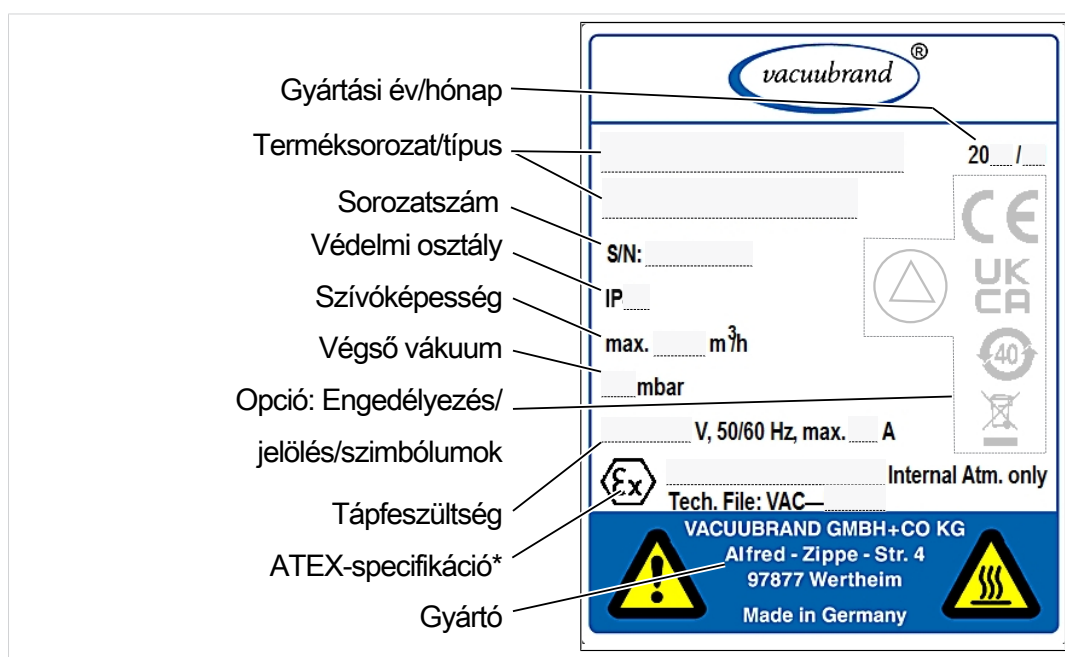 Gyártási év/hónap
Terméksorozat/típus
Sorozatszám
Védelmi osztály
Szívóképesség
Végső vákuum
Opció: Engedélyezés/
jelölés/szimbólumok
Tápfeszültség
ATEX-specifikáció*
Gyártó
vacuubrand ®
20 /
S/N:
IP
max. m³/h
mbar
V, 50/60 Hz, max. A
CE
UK
CA
40
Ex
Internal Atm. only
Tech. File: VAC—
VACUUBRAND GMBH+CO KG
Alfred - Zippe - Str. 4
97877 Wertheim
Made in Germany